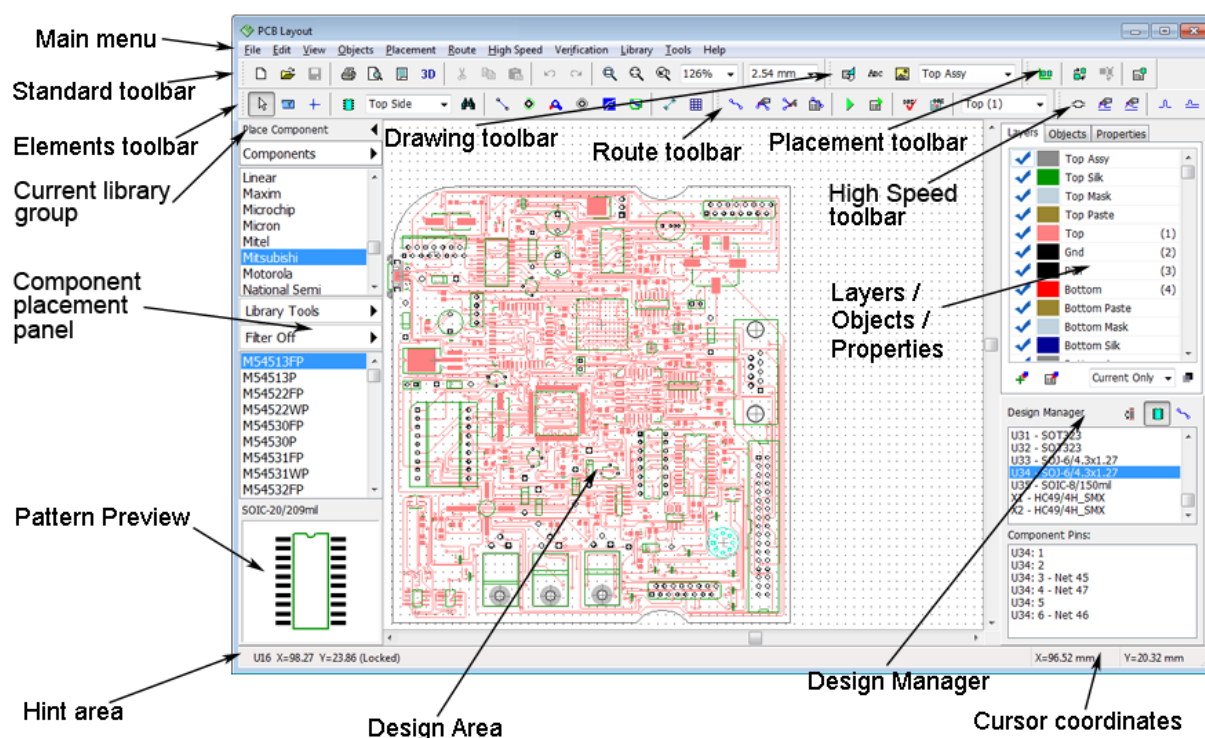 Main menu
Standard toolbar
Elements toolbar
Current library
group
Component
placement
panel
Pattern Preview
Hint area
PCB Layout
File Edit View Objects Placement Route High Speed Verification Library Tools Help
3D 126% 2.54 mm Abc Top Assy
Top Side Top (1)
Drawing toolbar
Route toolbar
Placement toolbar
High Speed
toolbar
Layers /
Objects /
Properties
Place Component
Components
Linear
Maxim
Microchip
Micron
Mitel
Mitsubishi
Motorola
National Semi
Library Tools
Filter Off
M54513FP
M54513P
M54522FP
M54522WP
M54530FP
M54530P
M54531FP
M54531WP
M54532FP
SOIC-20/209mil
Layers Objects Properties
Top Assy
Top Silk
Top Mask
Top Paste
Top (1)
Gnd (2)
(3)
Bottom (4)
Bottom Paste
Bottom Mask
Bottom Silk
Current Only
Design Manager
U31 - SOT323
U32 - SOT323
U33 - SOJ-6/4.3x1.27
U34 - SOJ-6/4.3x1.27
U35 - SOIC-8/150mil
X1 - HC49/4H_SMX
X2 - HC49/4H_SMX
Component Pins:
U34: 1
U34: 2
U34: 3 - Net 45
U34: 4 - Net 47
U34: 5
U34: 6 - Net 46
U16 X=98.27 Y=23.86 (Locked)
X=96.52 mm Y=20.32 mm
Design Area
Design Manager
Cursor coordinates